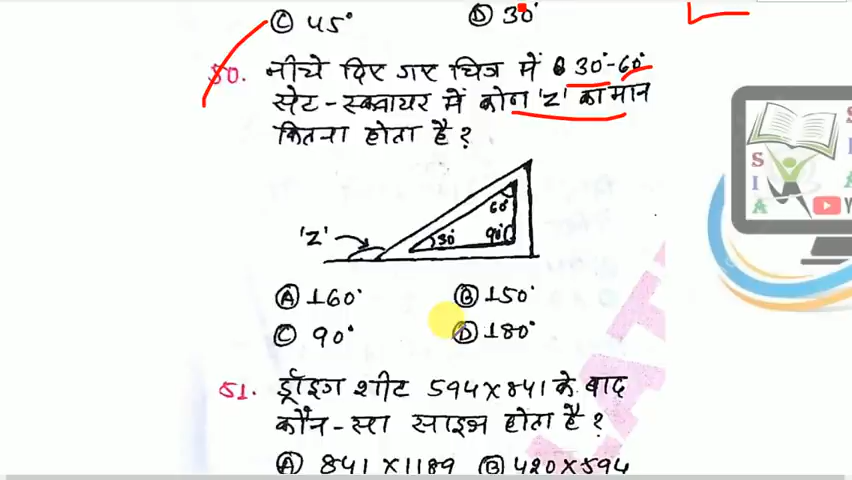 Ⓒ 45° Ⓓ 30°
50. नीचे दिए गए चित्र में 30°-60°
सेट-स्क्वायर में कोण 'Z' का मान
कितना होता है?
60°
'Z' 30° 90°
Ⓐ 160° Ⓑ 150°
Ⓒ 90° Ⓓ 180°
51. ड्रॉइंग शीट 594×841 के बाद
कौन-सा साइज होता है?
Ⓐ 841×1189 Ⓑ 420×594
S
I
A